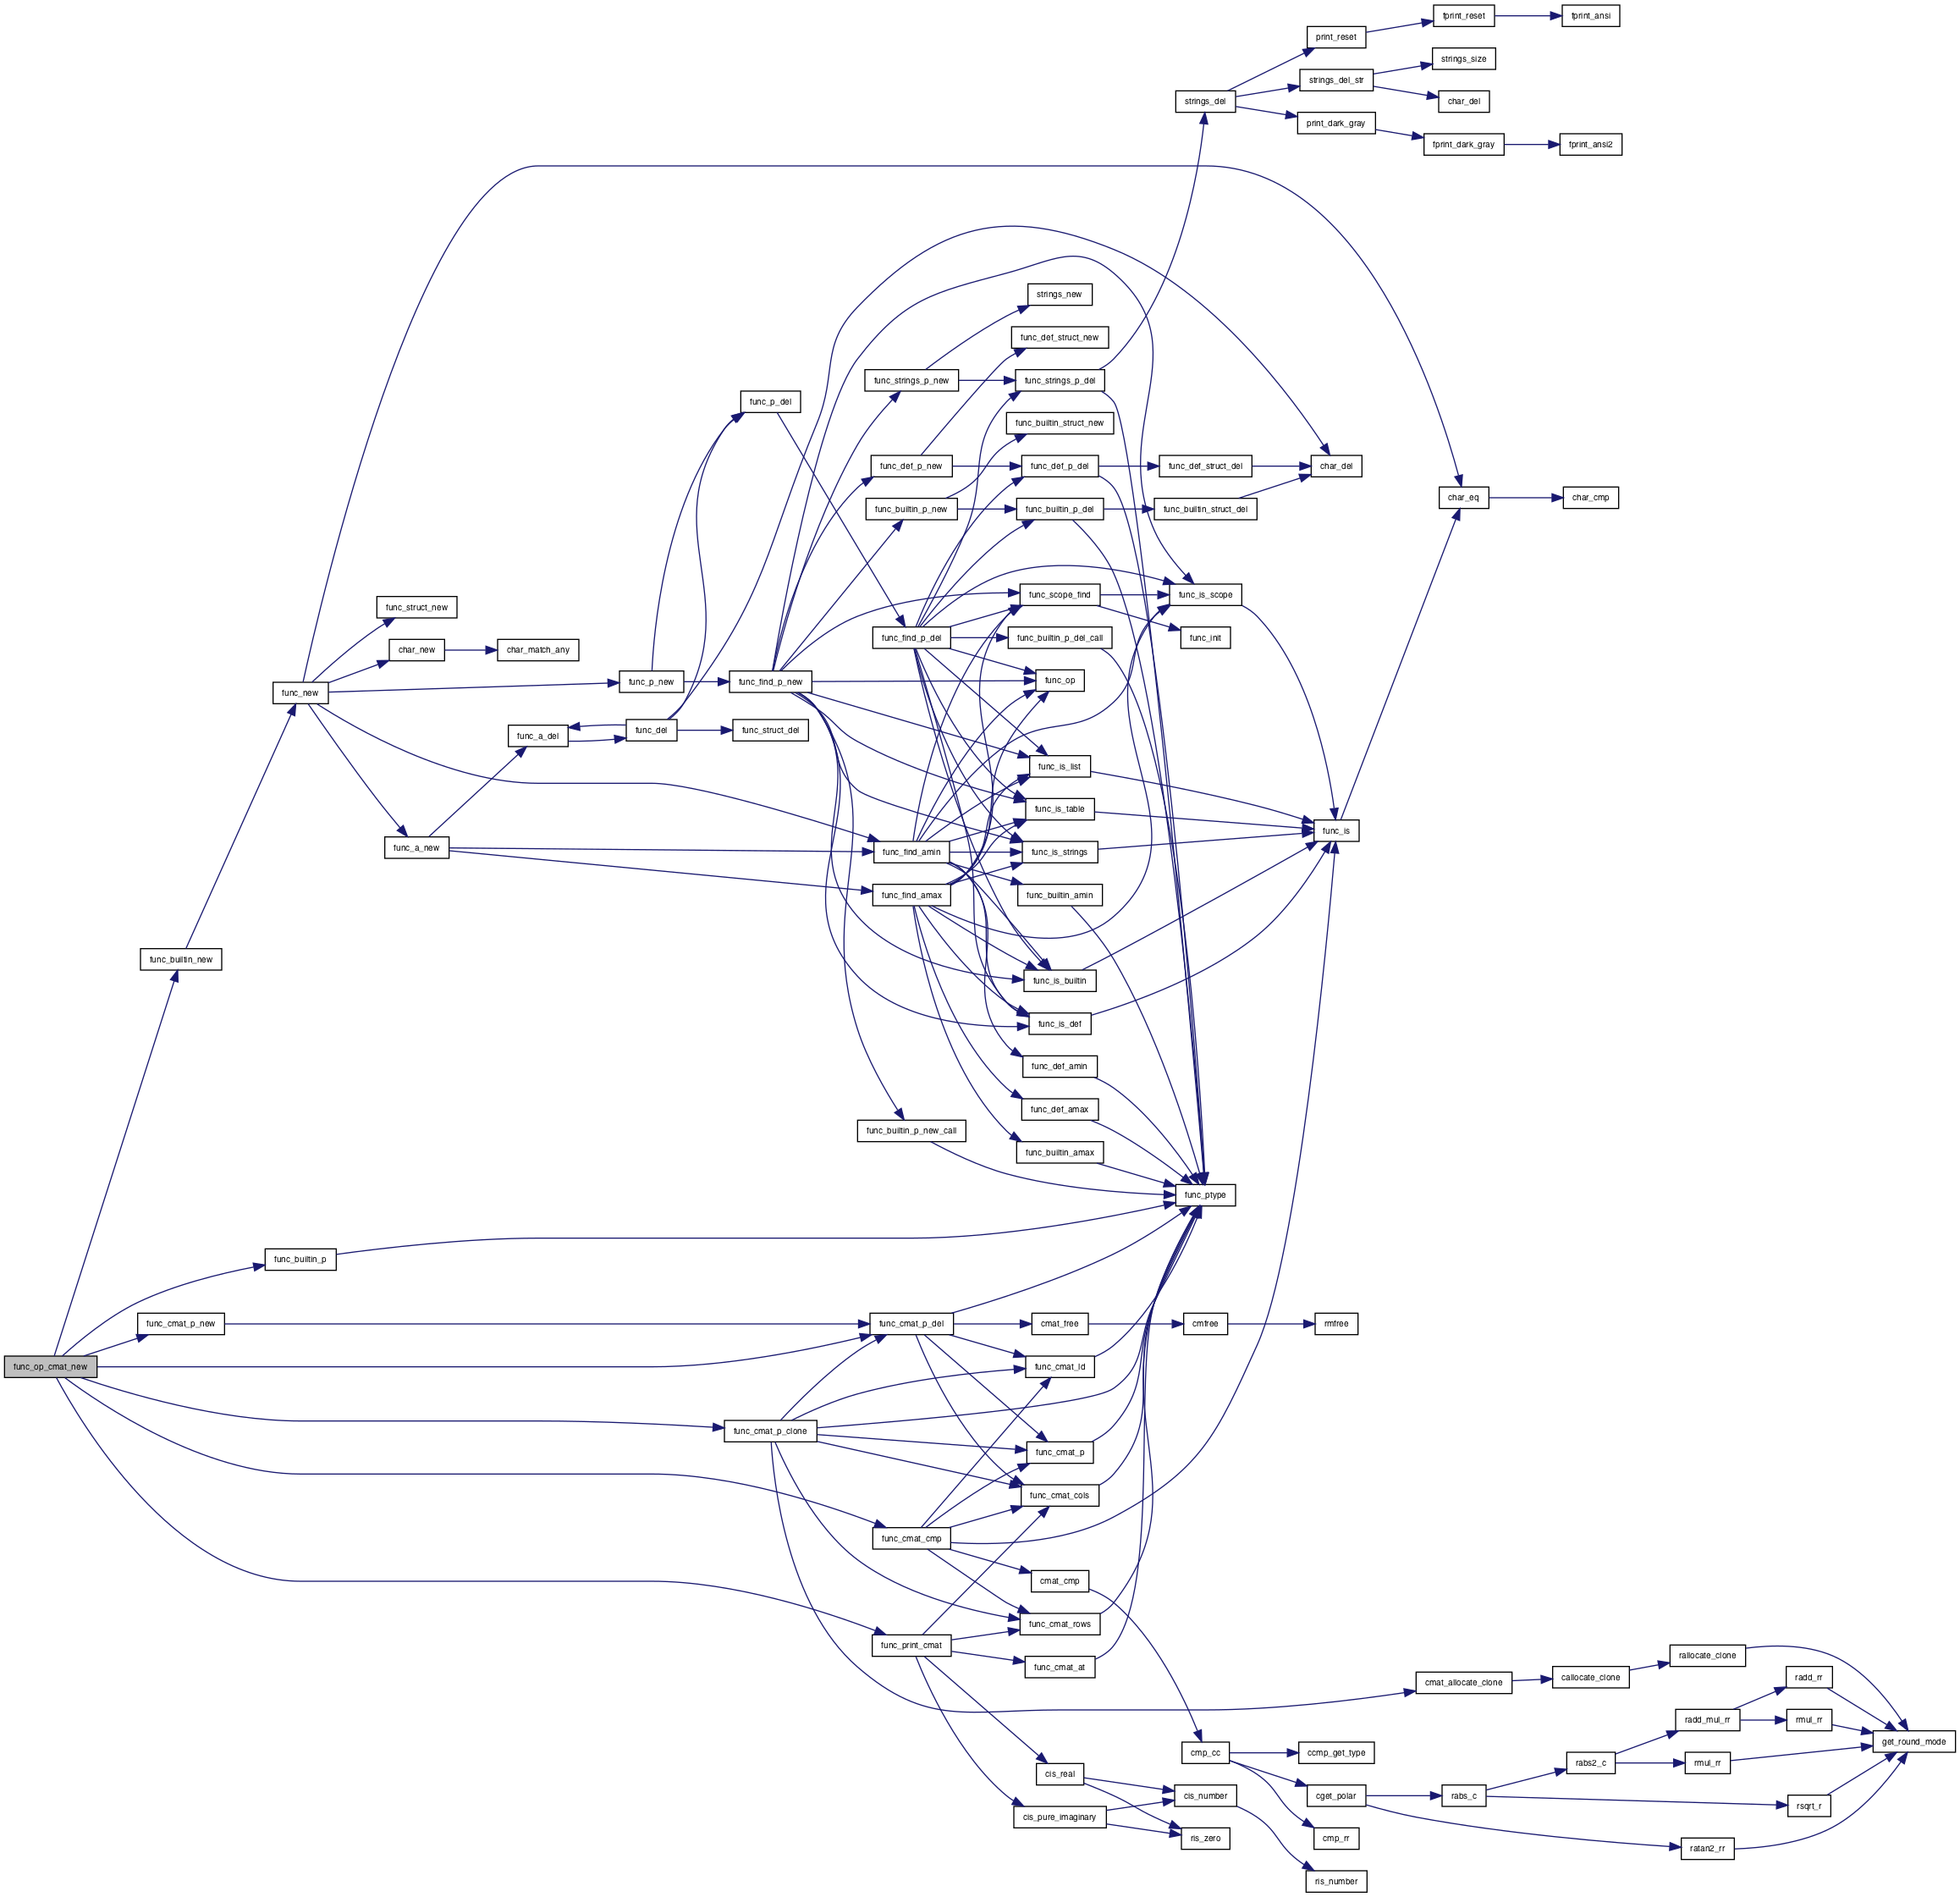 fprint_reset
fprint_ansi
print_reset
strings_size
strings_del_str
char_del
strings_del
print_dark_gray
fprint_dark_gray
fprint_ansi2
strings_new
func_def_struct_new
func_strings_p_new
func_strings_p_del
func_p_del
func_builtin_struct_new
func_def_p_new
func_def_p_del
func_def_struct_del
char_del
char_eq
char_cmp
func_builtin_p_new
func_builtin_p_del
func_builtin_struct_del
func_struct_new
func_scope_find
func_is_scope
func_find_p_del
func_builtin_p_del_call
func_init
char_new
char_match_any
func_new
func_p_new
func_find_p_new
func_op
func_a_del
func_del
func_struct_del
func_is_list
func_is_table
func_is
func_a_new
func_find_amin
func_is_strings
func_find_amax
func_builtin_amin
func_builtin_new
func_is_builtin
func_is_def
func_def_amin
func_def_amax
func_builtin_p_new_call
func_builtin_amax
func_ptype
func_builtin_p
func_cmat_p_new
func_cmat_p_del
cmat_free
cmfree
rmfree
func_op_cmat_new
func_cmat_ld
func_cmat_p_clone
func_cmat_p
func_cmat_cols
func_cmat_cmp
cmat_cmp
func_cmat_rows
func_print_cmat
func_cmat_at
cmat_allocate_clone
callocate_clone
rallocate_clone
radd_rr
radd_mul_rr
rmul_rr
get_round_mode
cmp_cc
ccmp_get_type
rabs2_c
rmul_rr
cis_real
cis_number
cget_polar
rabs_c
rsqrt_r
cis_pure_imaginary
ris_zero
cmp_rr
ratan2_rr
ris_number